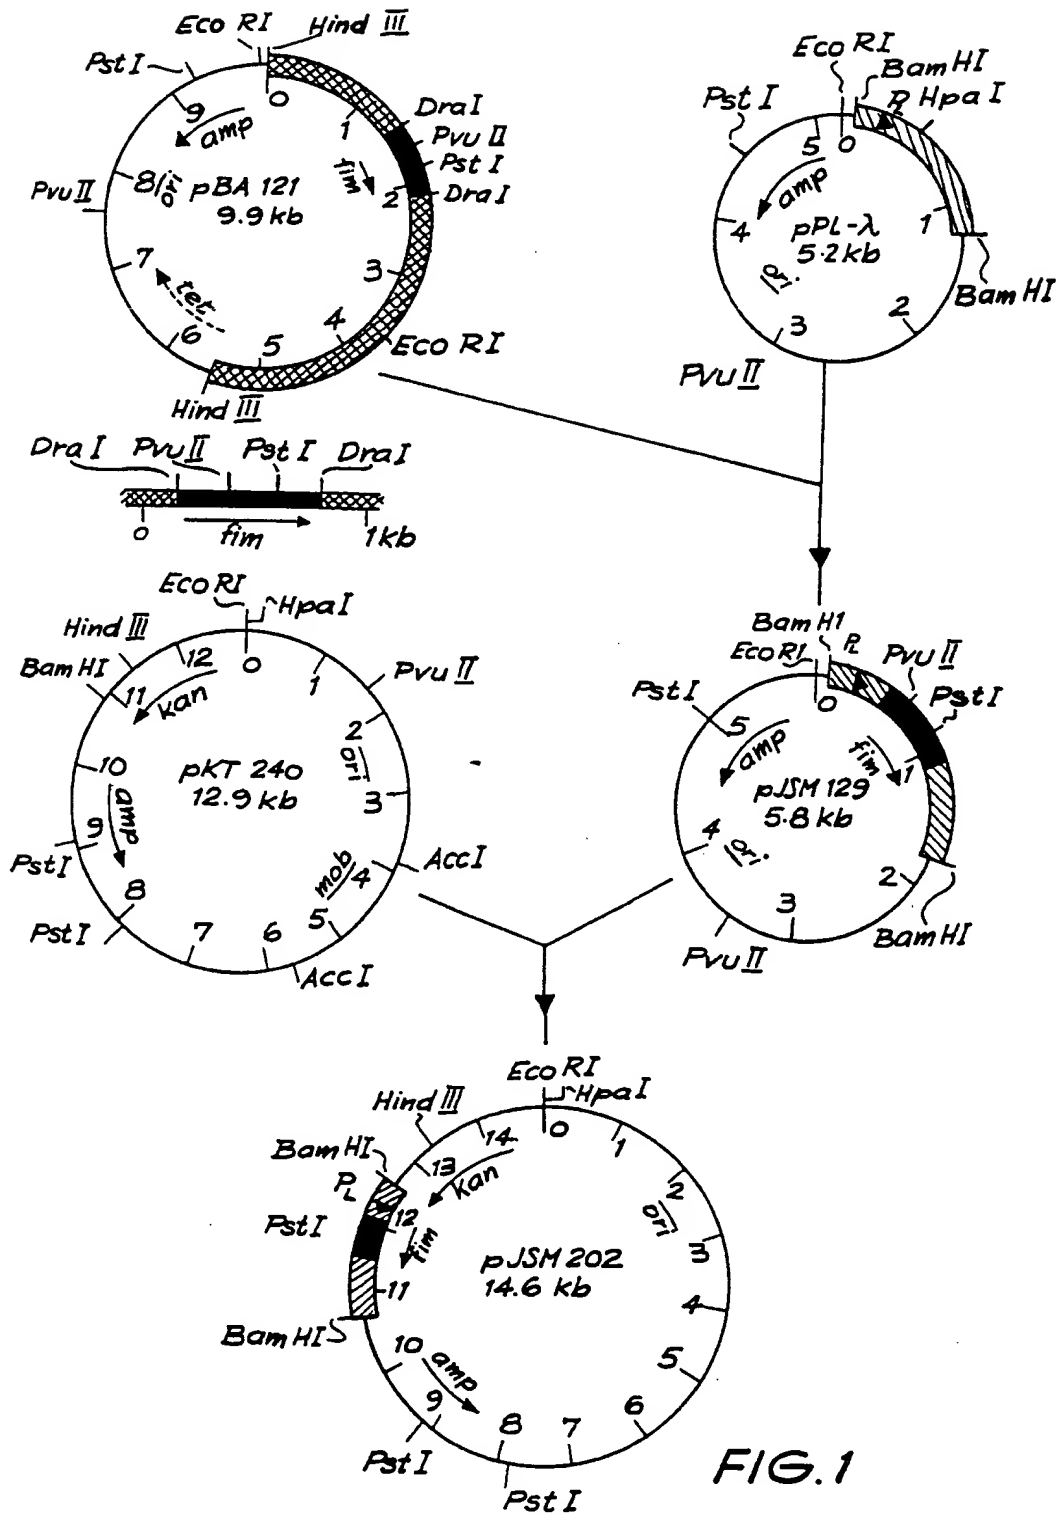 Eco RI
Hind III
Pst I
0
9
amp
1
Dra I
Pvu II
Pst I
Dra I
fim
2
8
ori
Pvu II
pBA 121
9.9 kb
7
3
tet
6
5
4
Eco RI
Hind III
Eco RI
Bam HI
PL
Hpa I
Pst I
5
0
amp
4
pPL-λ
5.2 kb
1
ori
Bam HI
3
2
Pvu II
Dra I
Pvu II
Pst I
Dra I
0
fim
1 kb
Eco RI
Hpa I
Hind III
Bam HI
12
0
11
kan
1
Pvu II
2
ori
10
pKT 240
12.9 kb
3
amp
9
Pst I
mob
4
Acc I
8
Pst I
7
6
5
Acc I
Bam H1
Eco R1
PL
Pvu II
Pst I
Pst I
0
5
amp
fim
1
pJSM 129
5.8 kb
4
ori
2
3
Bam HI
Pvu II
Eco RI
Hpa I
Hind III
Bam HI
14
0
1
13
kan
PL
2
Pst I
12
fim
ori
3
pJSM 202
14.6 kb
11
4
Bam HI
10
amp
5
9
8
7
6
Pst I
Pst I
FIG. 1